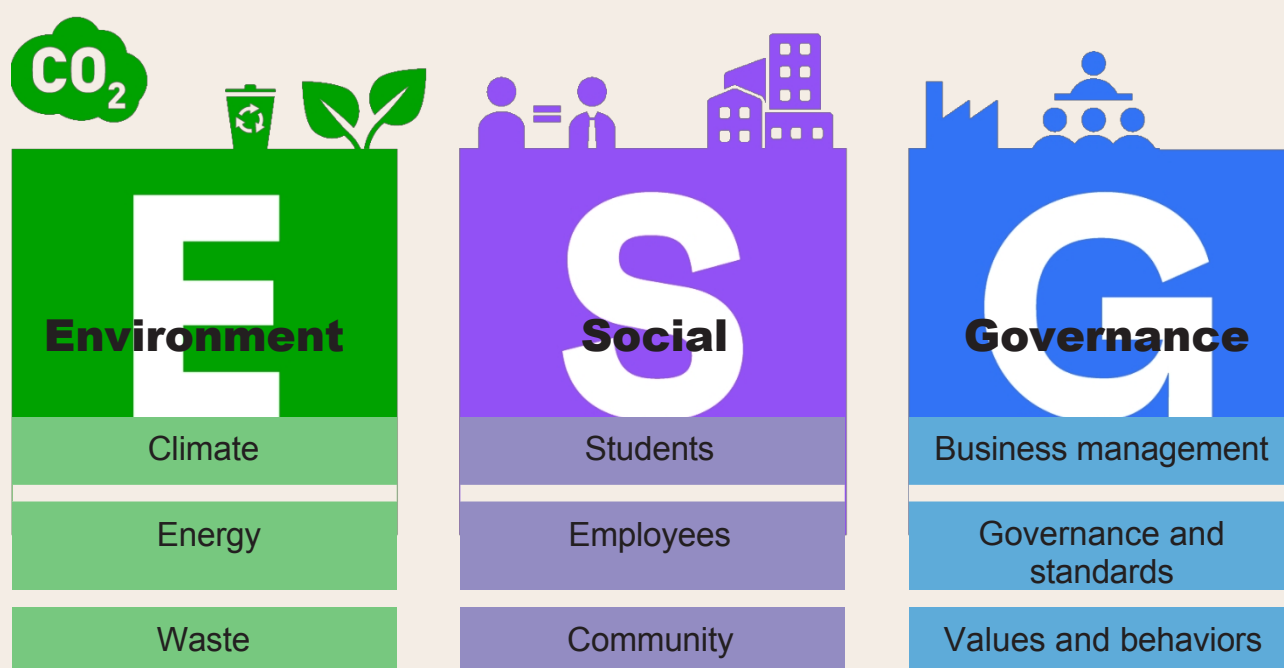 CO2
E
Environment
Climate
Energy
Waste
S
Social
Students
Employees
Community
G
Governance
Business management
Governance and
standards
Values and behaviors